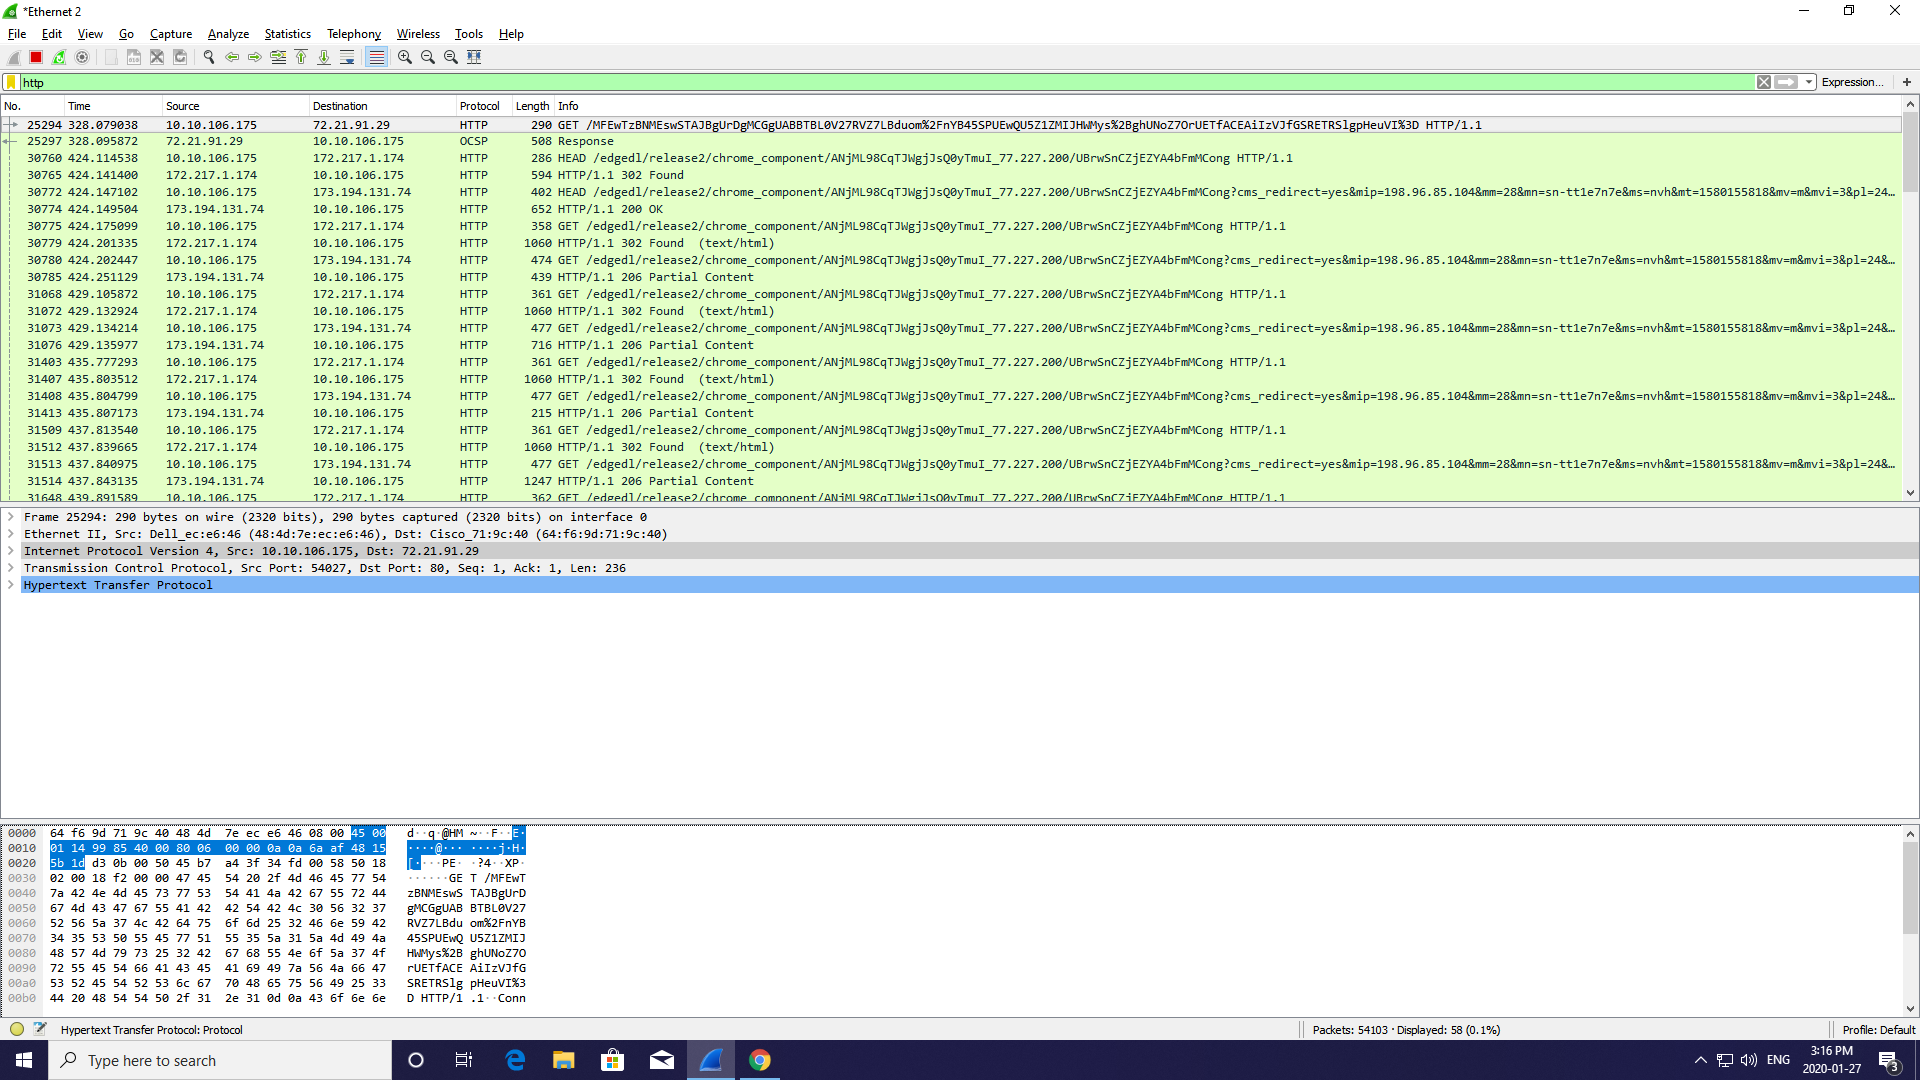 *Ethernet 2
File Edit View Go Capture Analyze Statistics Telephony Wireless Tools Help
http
Expression...
+
No. Time Source Destination Protocol Length Info
25294 328.079038 10.10.106.175 72.21.91.29 HTTP 290 GET /MFEwTzBNMEswSTAJBgUrDgMCGgUABBTBL0V27RVZ7LBduom%2FnYB45SPUEwQU5Z1ZMIJHWMys%2BghUNoZ7OrUETfACEAiIzVJfGSRETRSlgpHeuVI%3D HTTP/1.1
25297 328.095872 72.21.91.29 10.10.106.175 OCSP 508 Response
30760 424.114538 10.10.106.175 172.217.1.174 HTTP 286 HEAD /edgedl/release2/chrome_component/ANjML98CqTJWgjJsQ0yTmuI_77.227.200/UBrwSnCZjEZYA4bFmMCong HTTP/1.1
30765 424.141400 172.217.1.174 10.10.106.175 HTTP 594 HTTP/1.1 302 Found
30772 424.147102 10.10.106.175 173.194.131.74 HTTP 402 HEAD /edgedl/release2/chrome_component/ANjML98CqTJWgjJsQ0yTmuI_77.227.200/UBrwSnCZjEZYA4bFmMCong?cms_redirect=yes&mip=198.96.85.104&mm=28&mn=sn-tt1e7n7e&ms=nvh&mt=1580155818&mv=m&mvi=3&pl=24…
30774 424.149504 173.194.131.74 10.10.106.175 HTTP 652 HTTP/1.1 200 OK
30775 424.175099 10.10.106.175 172.217.1.174 HTTP 358 GET /edgedl/release2/chrome_component/ANjML98CqTJWgjJsQ0yTmuI_77.227.200/UBrwSnCZjEZYA4bFmMCong HTTP/1.1
30779 424.201335 172.217.1.174 10.10.106.175 HTTP 1060 HTTP/1.1 302 Found (text/html)
30780 424.202447 10.10.106.175 173.194.131.74 HTTP 474 GET /edgedl/release2/chrome_component/ANjML98CqTJWgjJsQ0yTmuI_77.227.200/UBrwSnCZjEZYA4bFmMCong?cms_redirect=yes&mip=198.96.85.104&mm=28&mn=sn-tt1e7n7e&ms=nvh&mt=1580155818&mv=m&mvi=3&pl=24&…
30785 424.251129 173.194.131.74 10.10.106.175 HTTP 439 HTTP/1.1 206 Partial Content
31068 429.105872 10.10.106.175 172.217.1.174 HTTP 361 GET /edgedl/release2/chrome_component/ANjML98CqTJWgjJsQ0yTmuI_77.227.200/UBrwSnCZjEZYA4bFmMCong HTTP/1.1
31072 429.132924 172.217.1.174 10.10.106.175 HTTP 1060 HTTP/1.1 302 Found (text/html)
31073 429.134214 10.10.106.175 173.194.131.74 HTTP 477 GET /edgedl/release2/chrome_component/ANjML98CqTJWgjJsQ0yTmuI_77.227.200/UBrwSnCZjEZYA4bFmMCong?cms_redirect=yes&mip=198.96.85.104&mm=28&mn=sn-tt1e7n7e&ms=nvh&mt=1580155818&mv=m&mvi=3&pl=24&…
31076 429.135977 173.194.131.74 10.10.106.175 HTTP 716 HTTP/1.1 206 Partial Content
31403 435.777293 10.10.106.175 172.217.1.174 HTTP 361 GET /edgedl/release2/chrome_component/ANjML98CqTJWgjJsQ0yTmuI_77.227.200/UBrwSnCZjEZYA4bFmMCong HTTP/1.1
31407 435.803512 172.217.1.174 10.10.106.175 HTTP 1060 HTTP/1.1 302 Found (text/html)
31408 435.804799 10.10.106.175 173.194.131.74 HTTP 477 GET /edgedl/release2/chrome_component/ANjML98CqTJWgjJsQ0yTmuI_77.227.200/UBrwSnCZjEZYA4bFmMCong?cms_redirect=yes&mip=198.96.85.104&mm=28&mn=sn-tt1e7n7e&ms=nvh&mt=1580155818&mv=m&mvi=3&pl=24&…
31413 435.807173 173.194.131.74 10.10.106.175 HTTP 215 HTTP/1.1 206 Partial Content
31509 437.813540 10.10.106.175 172.217.1.174 HTTP 361 GET /edgedl/release2/chrome_component/ANjML98CqTJWgjJsQ0yTmuI_77.227.200/UBrwSnCZjEZYA4bFmMCong HTTP/1.1
31512 437.839665 172.217.1.174 10.10.106.175 HTTP 1060 HTTP/1.1 302 Found (text/html)
31513 437.840975 10.10.106.175 173.194.131.74 HTTP 477 GET /edgedl/release2/chrome_component/ANjML98CqTJWgjJsQ0yTmuI_77.227.200/UBrwSnCZjEZYA4bFmMCong?cms_redirect=yes&mip=198.96.85.104&mm=28&mn=sn-tt1e7n7e&ms=nvh&mt=1580155818&mv=m&mvi=3&pl=24&…
31514 437.843135 173.194.131.74 10.10.106.175 HTTP 1247 HTTP/1.1 206 Partial Content
31648 439.891589 10.10.106.175 172.217.1.174 HTTP 362 GET /edgedl/release2/chrome_component/ANjML98CqTJWgjJsQ0yTmuI_77.227.200/UBrwSnCZjEZYA4bFmMCong HTTP/1.1
Frame 25294: 290 bytes on wire (2320 bits), 290 bytes captured (2320 bits) on interface 0
Ethernet II, Src: Dell_ec:e6:46 (48:4d:7e:ec:e6:46), Dst: Cisco_71:9c:40 (64:f6:9d:71:9c:40)
Internet Protocol Version 4, Src: 10.10.106.175, Dst: 72.21.91.29
Transmission Control Protocol, Src Port: 54027, Dst Port: 80, Seq: 1, Ack: 1, Len: 236
Hypertext Transfer Protocol
0000 64 f6 9d 71 9c 40 48 4d 7e ec e6 46 08 00 45 00 d··q·@HM ~··F··E·
0010 01 14 99 85 40 00 80 06 00 00 0a 0a 6a af 48 15 ····@··· ····j·H·
0020 5b 1d d3 0b 00 50 45 b7 a4 3f 34 fd 00 58 50 18 [····PE· ·?4··XP·
0030 02 00 18 f2 00 00 47 45 54 20 2f 4d 46 45 77 54 ······GE T /MFEwT
0040 7a 42 4e 4d 45 73 77 53 54 41 4a 42 67 55 72 44 zBNMEswS TAJBgUrD
0050 67 4d 43 47 67 55 41 42 42 54 42 4c 30 56 32 37 gMCGgUAB BTBL0V27
0060 52 56 5a 37 4c 42 64 75 6f 6d 25 32 46 6e 59 42 RVZ7LBdu om%2FnYB
0070 34 35 53 50 55 45 77 51 55 35 5a 31 5a 4d 49 4a 45SPUEwQ U5Z1ZMIJ
0080 48 57 4d 79 73 25 32 42 67 68 55 4e 6f 5a 37 4f HWMys%2B ghUNoZ7O
0090 72 55 45 54 66 41 43 45 41 69 49 7a 56 4a 66 47 rUETfACE AiIzVJfG
00a0 53 52 45 54 52 53 6c 67 70 48 65 75 56 49 25 33 SRETRSlg pHeuVI%3
00b0 44 20 48 54 54 50 2f 31 2e 31 0d 0a 43 6f 6e 6e D HTTP/1 .1··Conn
Hypertext Transfer Protocol: Protocol
Packets: 54103 · Displayed: 58 (0.1%)
Profile: Default
Type here to search
ENG
3:16 PM
2020-01-27
3